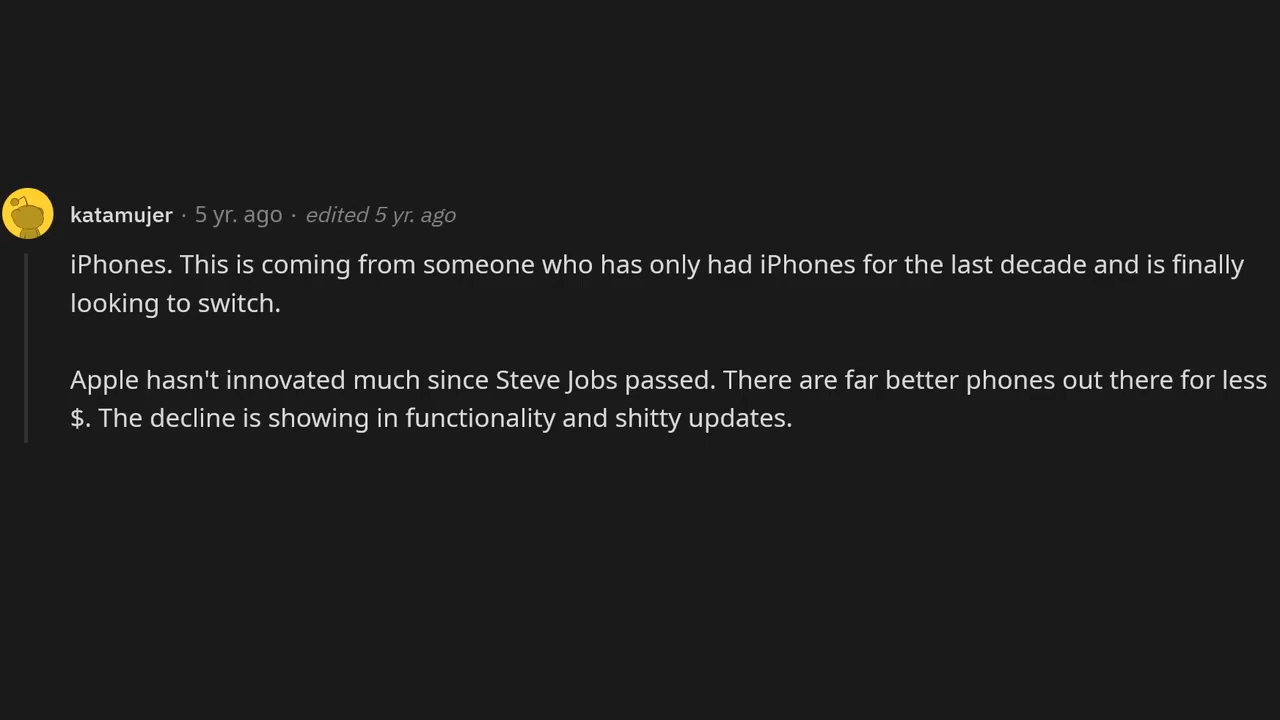 katamujer · 5 yr. ago · edited 5 yr. ago
iPhones. This is coming from someone who has only had iPhones for the last decade and is finally
looking to switch.
Apple hasn't innovated much since Steve Jobs passed. There are far better phones out there for less
$. The decline is showing in functionality and shitty updates.